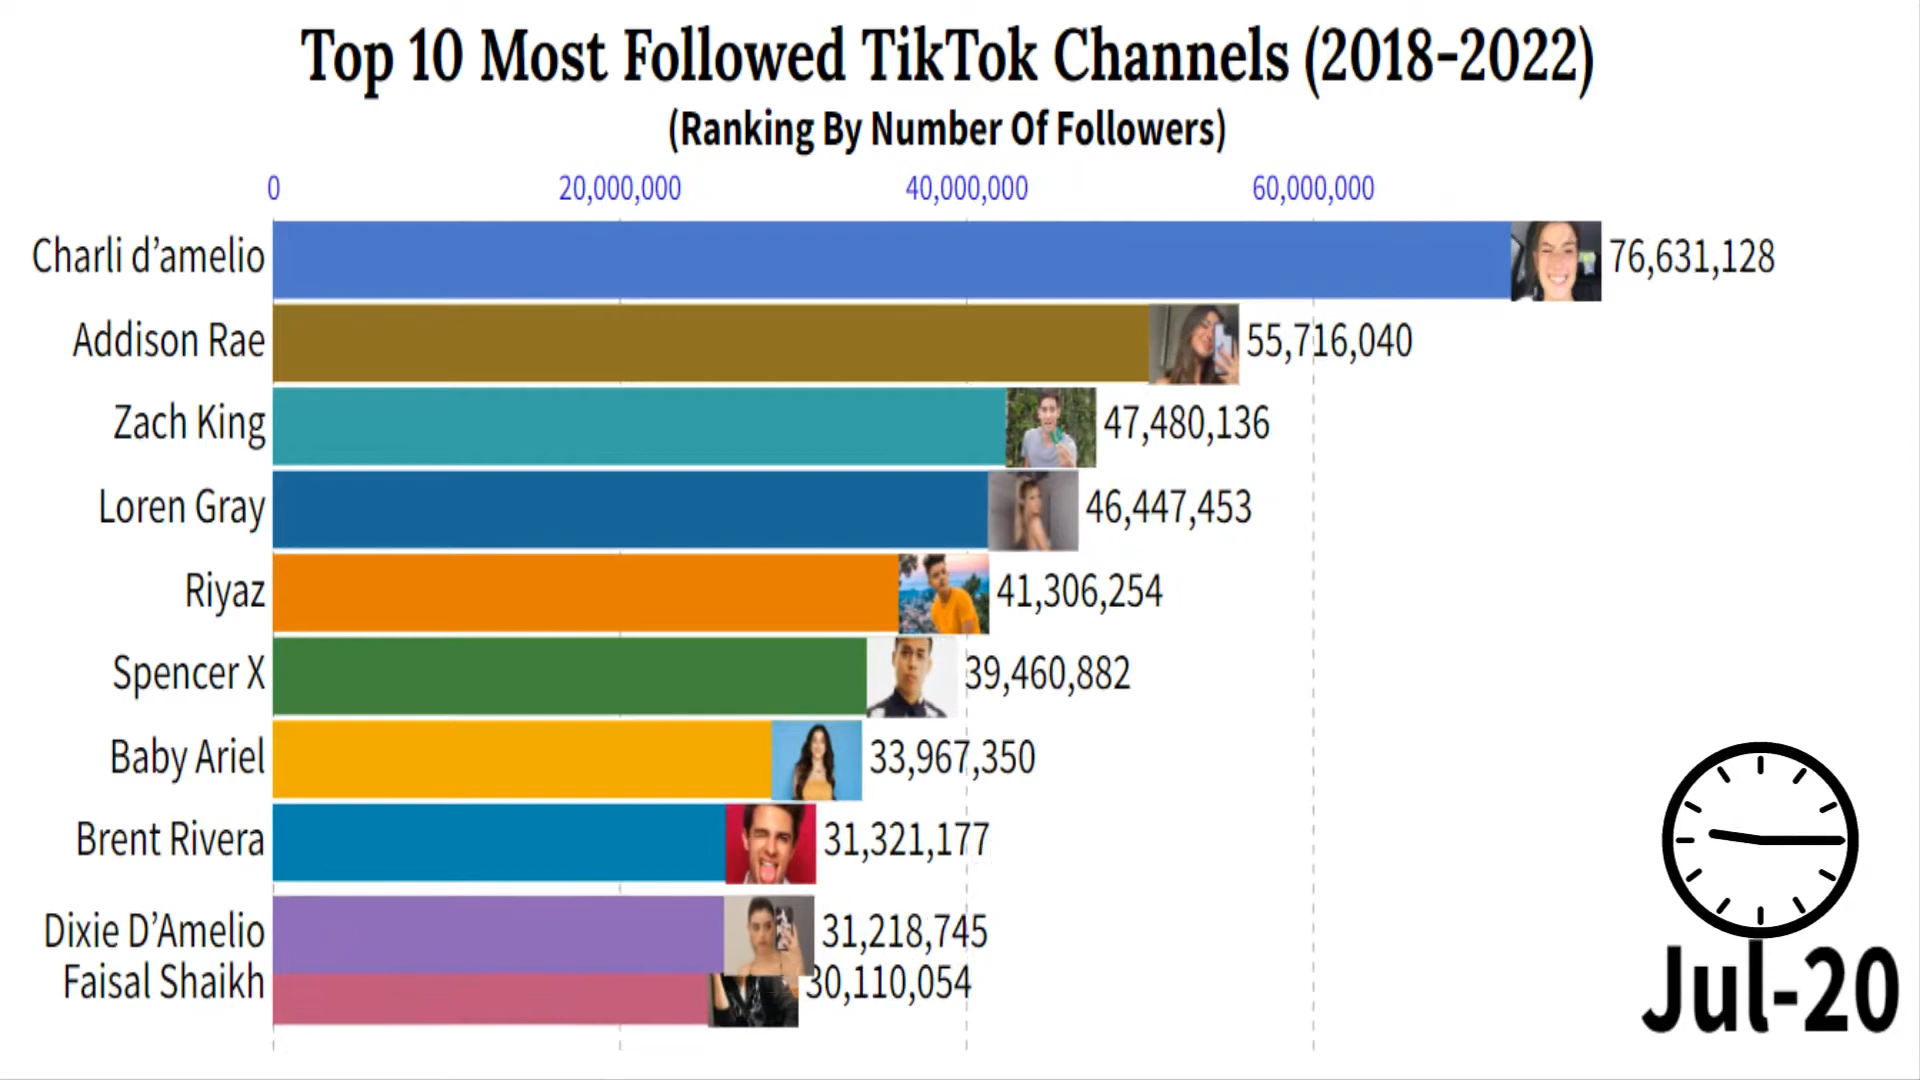 Top 10 Most Followed TikTok Channels (2018-2022)
(Ranking By Number Of Followers)
0 20,000,000 40,000,000 60,000,000
Charli d’amelio 76,631,128
Addison Rae 55,716,040
Zach King 47,480,136
Loren Gray 46,447,453
Riyaz 41,306,254
Spencer X 39,460,882
Baby Ariel 33,967,350
Brent Rivera 31,321,177
Dixie D’Amelio 31,218,745
Faisal Shaikh 30,110,054
Jul-20